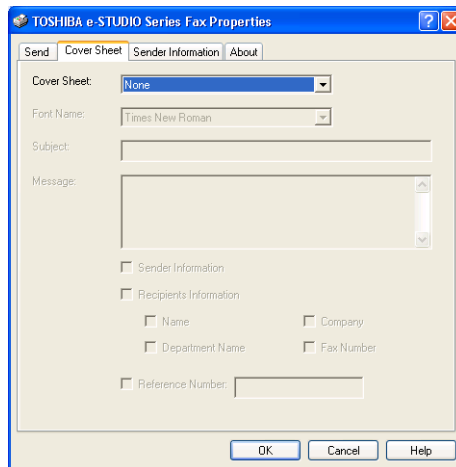 TOSHIBA e-STUDIO Series Fax Properties
Send Cover Sheet Sender Information About
Cover Sheet: None
Font Name: Times New Roman
Subject:
Message:
Sender Information
Recipients Information
Name Company
Department Name Fax Number
Reference Number:
OK Cancel Help